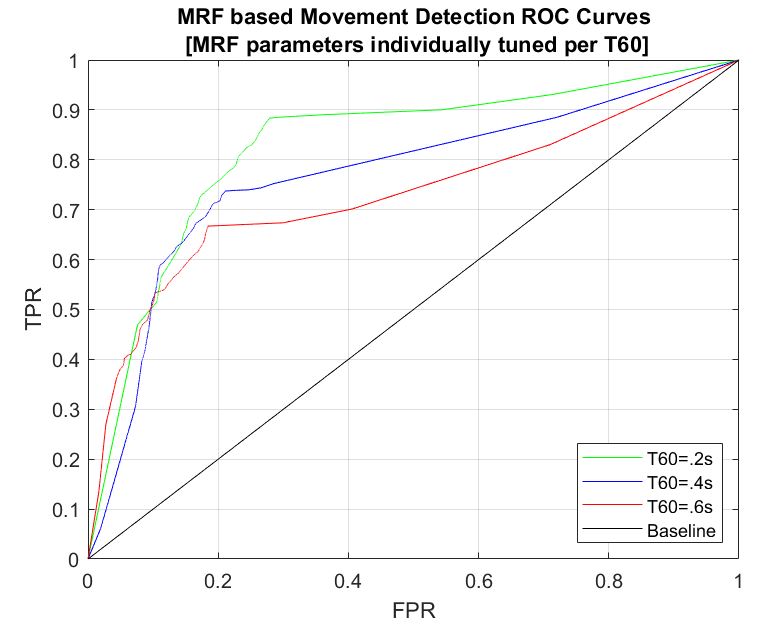 MRF based Movement Detection ROC Curves
[MRF parameters individually tuned per T60]
1
0.9
0.8
0.7
0.6
0.5
0.4
0.3
0.2
0.1
0
TPR
0 0.2 0.4 0.6 0.8 1
FPR
T60=.2s
T60=.4s
T60=.6s
Baseline